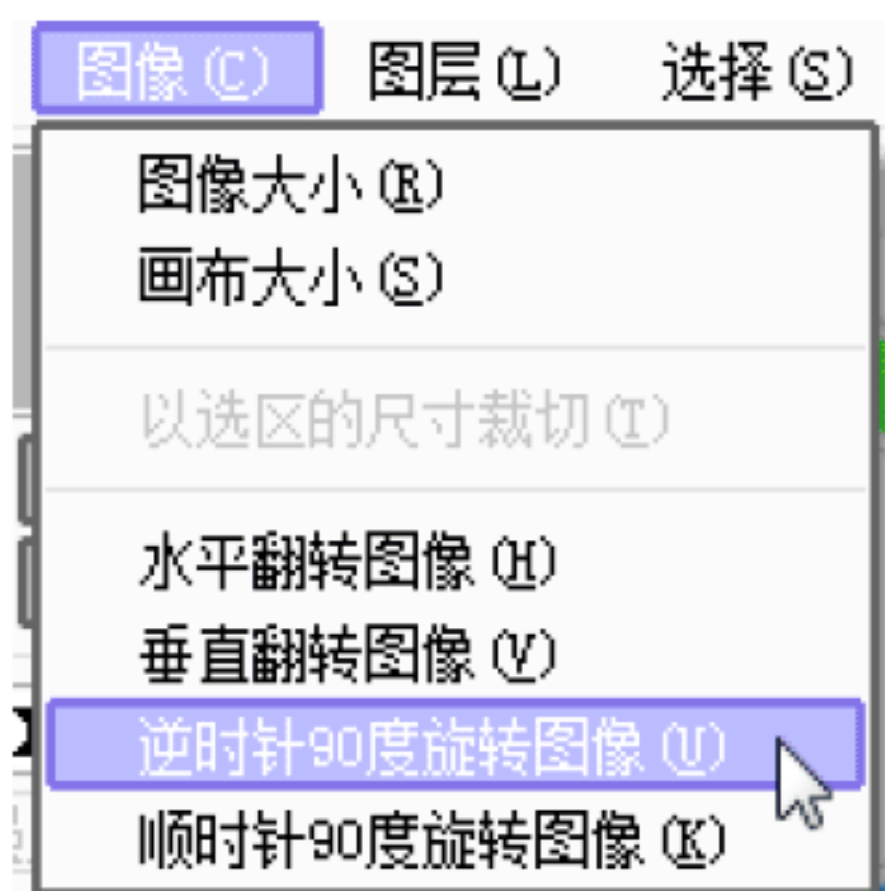 图像(C) 图层(L) 选择(S)
图像大小(R)
画布大小(S)
以选区的尺寸裁切(T)
水平翻转图像(H)
垂直翻转图像(V)
逆时针90度旋转图像(U)
顺时针90度旋转图像(K)